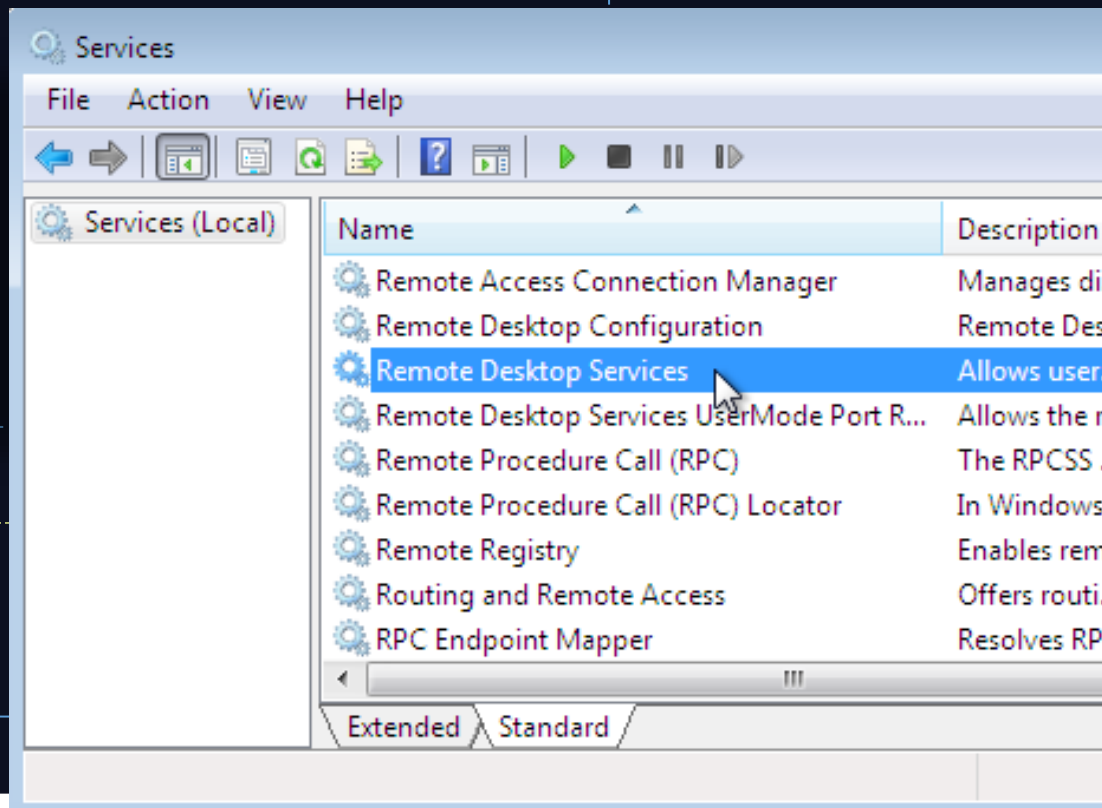 Services
File Action View Help
Services (Local)
Name Description
Remote Access Connection Manager Manages di
Remote Desktop Configuration Remote Des
Remote Desktop Services Allows user.
Remote Desktop Services UserMode Port R... Allows the r
Remote Procedure Call (RPC) The RPCSS .
Remote Procedure Call (RPC) Locator In Windows
Remote Registry Enables rem
Routing and Remote Access Offers routi.
RPC Endpoint Mapper Resolves RP
Extended Standard